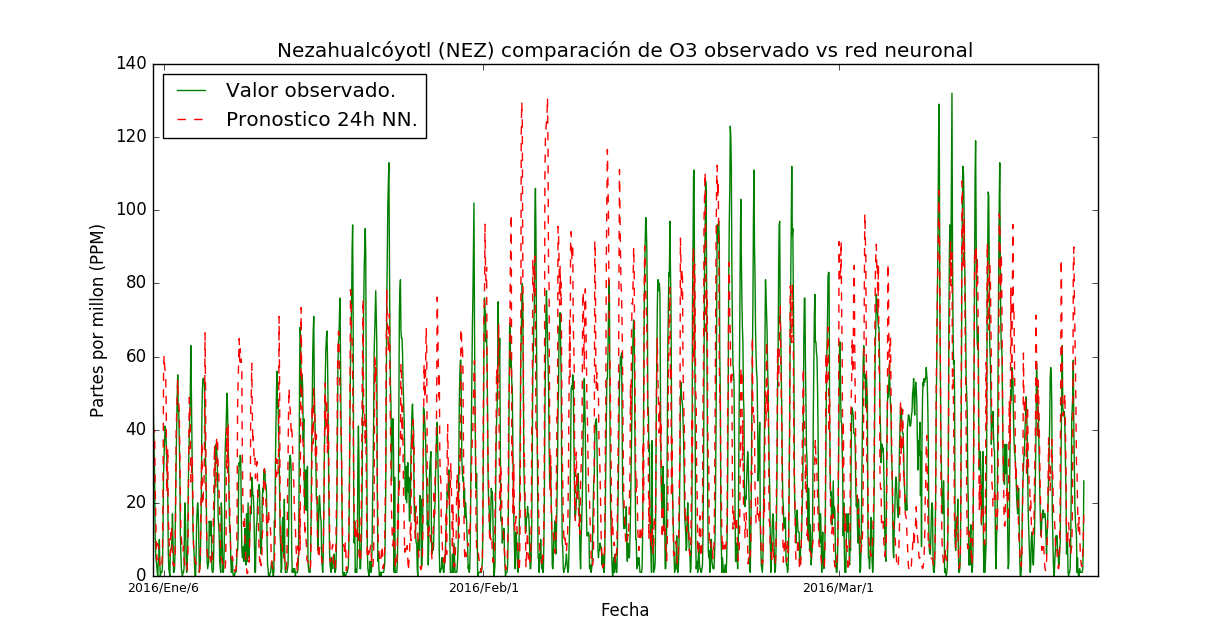 Nezahualcóyotl (NEZ) comparación de O3 observado vs red neuronal
Valor observado.
Pronostico 24h NN.
Partes por millon (PPM)
140
120
100
80
60
40
20
0
2016/Ene/6
2016/Feb/1
2016/Mar/1
Fecha